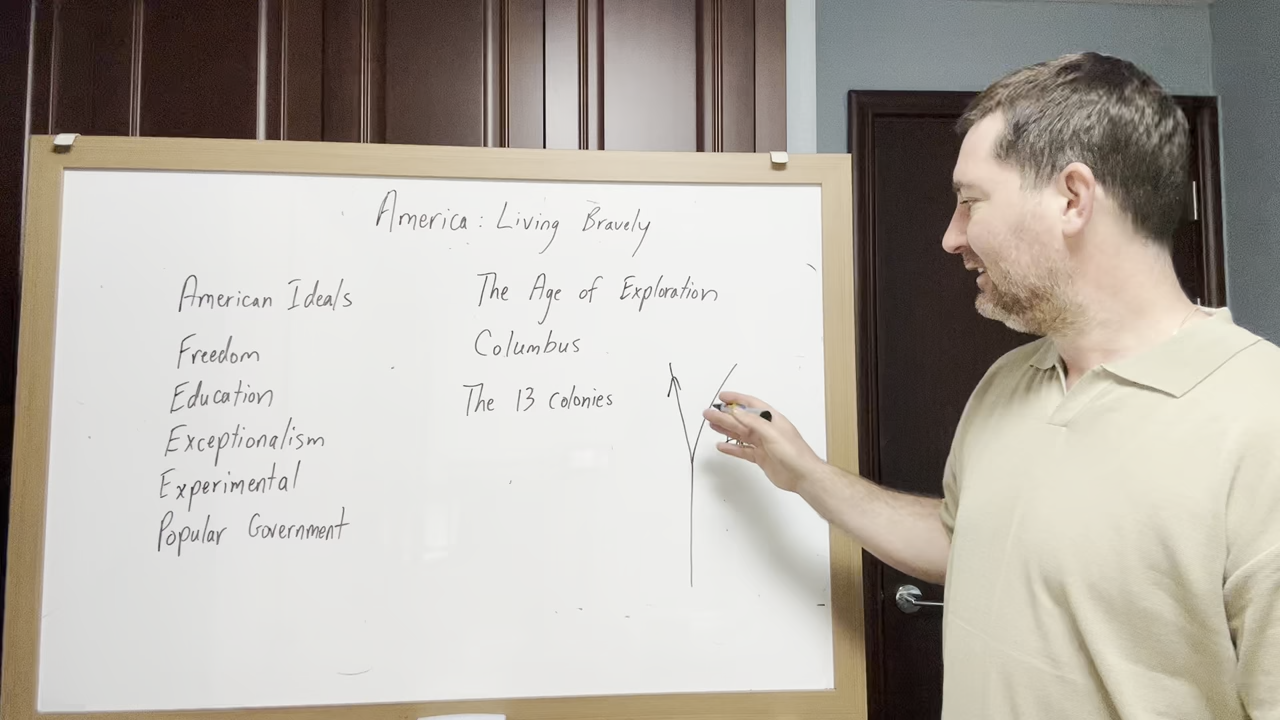 America: Living Bravely
American Ideals
Freedom
Education
Exceptionalism
Experimental
Popular Government
The Age of Exploration
Columbus
The 13 colonies